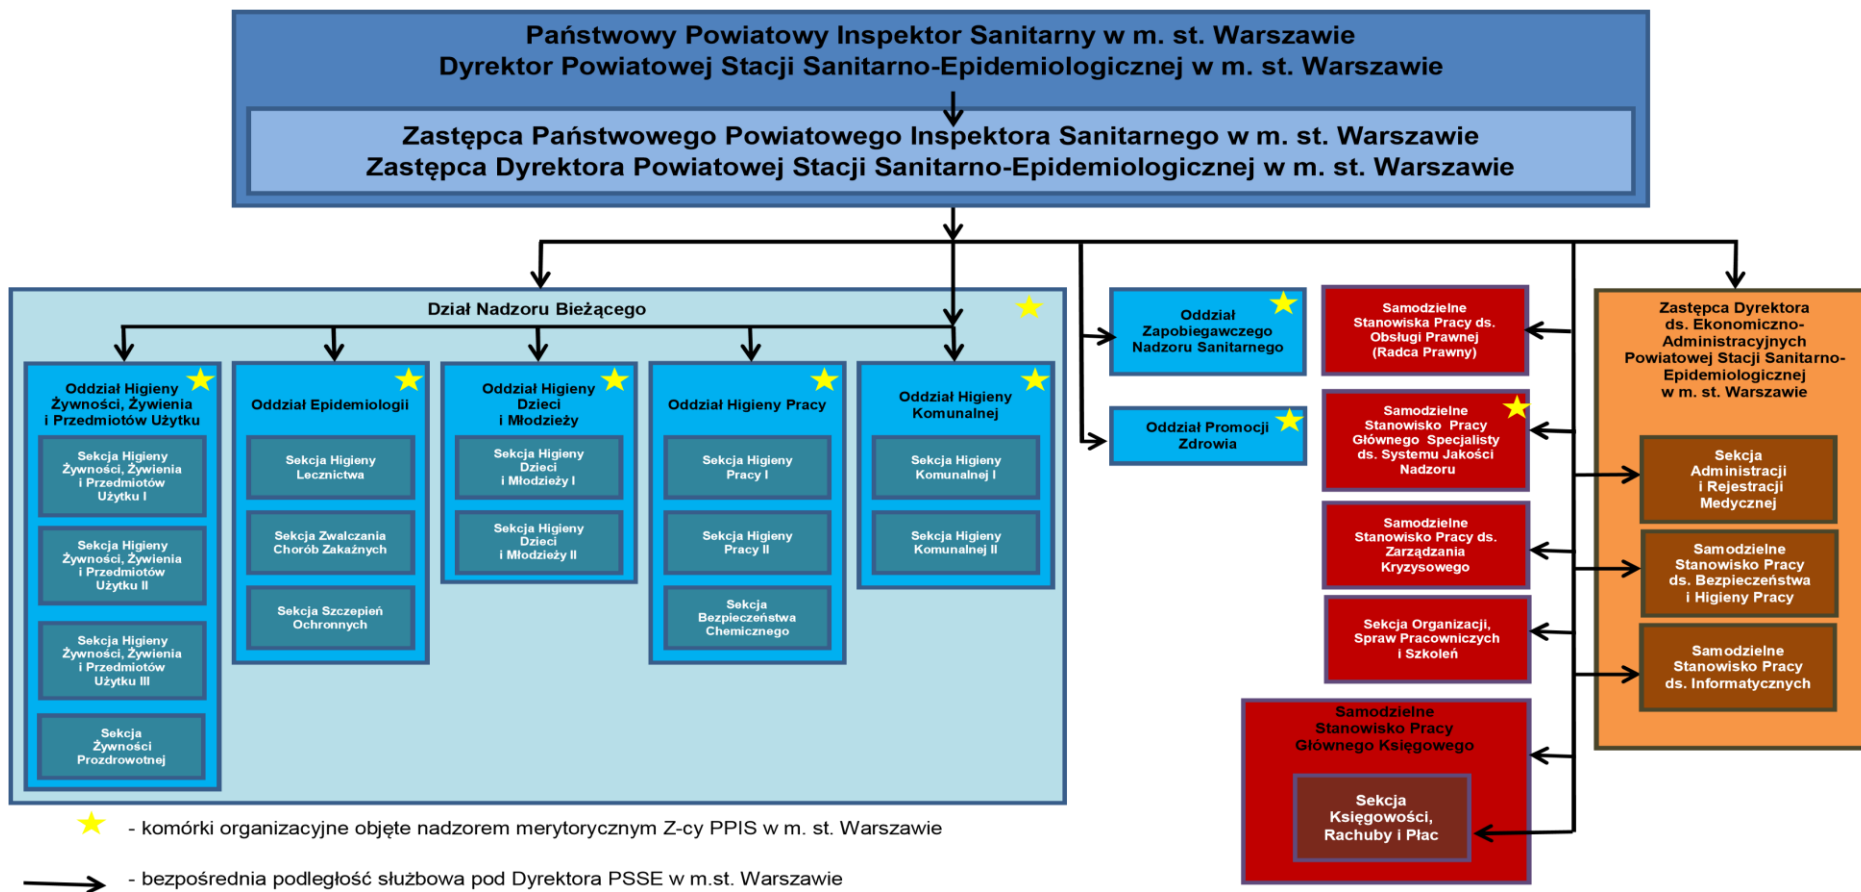 Państwowy Powiatowy Inspektor Sanitarny w m. st. Warszawie
Dyrektor Powiatowej Stacji Sanitarno-Epidemiologicznej w m. st. Warszawie
Zastępca Państwowego Powiatowego Inspektora Sanitarnego w m. st. Warszawie
Zastępca Dyrektora Powiatowej Stacji Sanitarno-Epidemiologicznej w m. st. Warszawie
Dział Nadzoru Bieżącego
Oddział Higieny
Żywności, Żywienia
i Przedmiotów Użytku
Sekcja Higieny
Żywności, Żywienia
i Przedmiotów
Użytku I
Sekcja Higieny
Żywności, Żywienia
i Przedmiotów
Użytku II
Sekcja Higieny
Żywności, Żywienia
i Przedmiotów
Użytku III
Sekcja
Żywności
Prozdrowotnej
Oddział Epidemiologii
Sekcja Higieny
Lecznictwa
Sekcja Zwalczania
Chorób Zakaźnych
Sekcja Szczepień
Ochronnych
Oddział Higieny
Dzieci
i Młodzieży
Sekcja Higieny
Dzieci
i Młodzieży I
Sekcja Higieny
Dzieci
i Młodzieży II
Oddział Higieny Pracy
Sekcja Higieny
Pracy I
Sekcja Higieny
Pracy II
Sekcja
Bezpieczeństwa
Chemicznego
Oddział Higieny
Komunalnej
Sekcja Higieny
Komunalnej I
Sekcja Higieny
Komunalnej II
Oddział
Zapobiegawczego
Nadzoru Sanitarnego
Oddział Promocji
Zdrowia
Samodzielne
Stanowiska Pracy ds.
Obsługi Prawnej
(Radca Prawny)
Samodzielne
Stanowisko Pracy
Głównego Specjalisty
ds. Systemu Jakości
Nadzoru
Samodzielne
Stanowisko Pracy ds.
Zarządzania
Kryzysowego
Sekcja Organizacji,
Spraw Pracowniczych
i Szkoleń
Samodzielne
Stanowisko Pracy
Głównego Księgowego
Sekcja
Księgowości,
Rachuby i Płac
Zastępca Dyrektora
ds. Ekonomiczno-
Administracyjnych
Powiatowej Stacji Sanitarno-
Epidemiologicznej
w m. st. Warszawie
Sekcja
Administracji
i Rejestracji
Medycznej
Samodzielne
Stanowisko Pracy
ds. Bezpieczeństwa
i Higieny Pracy
Samodzielne
Stanowisko Pracy
ds. Informatycznych
- komórki organizacyjne objęte nadzorem merytorycznym Z-cy PPIS w m. st. Warszawie
- bezpośrednia podległość służbowa pod Dyrektora PSSE w m.st. Warszawie